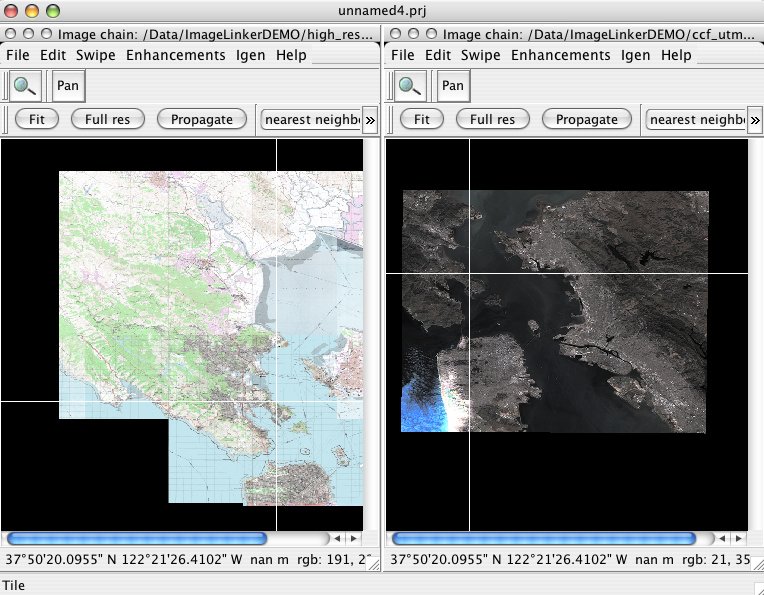 unnamed4.prj
Image chain: /Data/ImageLinkerDEMO/high_res...
File Edit Swipe Enhancements Igen Help
Pan
Fit Full res Propagate nearest neighb »
37°50'20.0955" N 122°21'26.4102" W nan m rgb: 191, 2
Image chain: /Data/ImageLinkerDEMO/ccf_utm...
File Edit Swipe Enhancements Igen Help
Pan
Fit Full res Propagate nearest neighb »
37°50'20.0955" N 122°21'26.4102" W nan m rgb: 21, 35
Tile